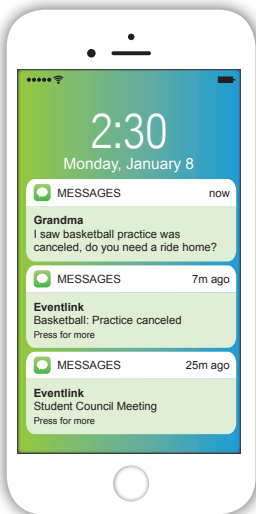 2:30
Monday, January 8
MESSAGES now
Grandma
I saw basketball practice was
canceled, do you need a ride home?
MESSAGES 7m ago
Eventlink
Basketball: Practice canceled
Press for more
MESSAGES 25m ago
Eventlink
Student Council Meeting
Press for more